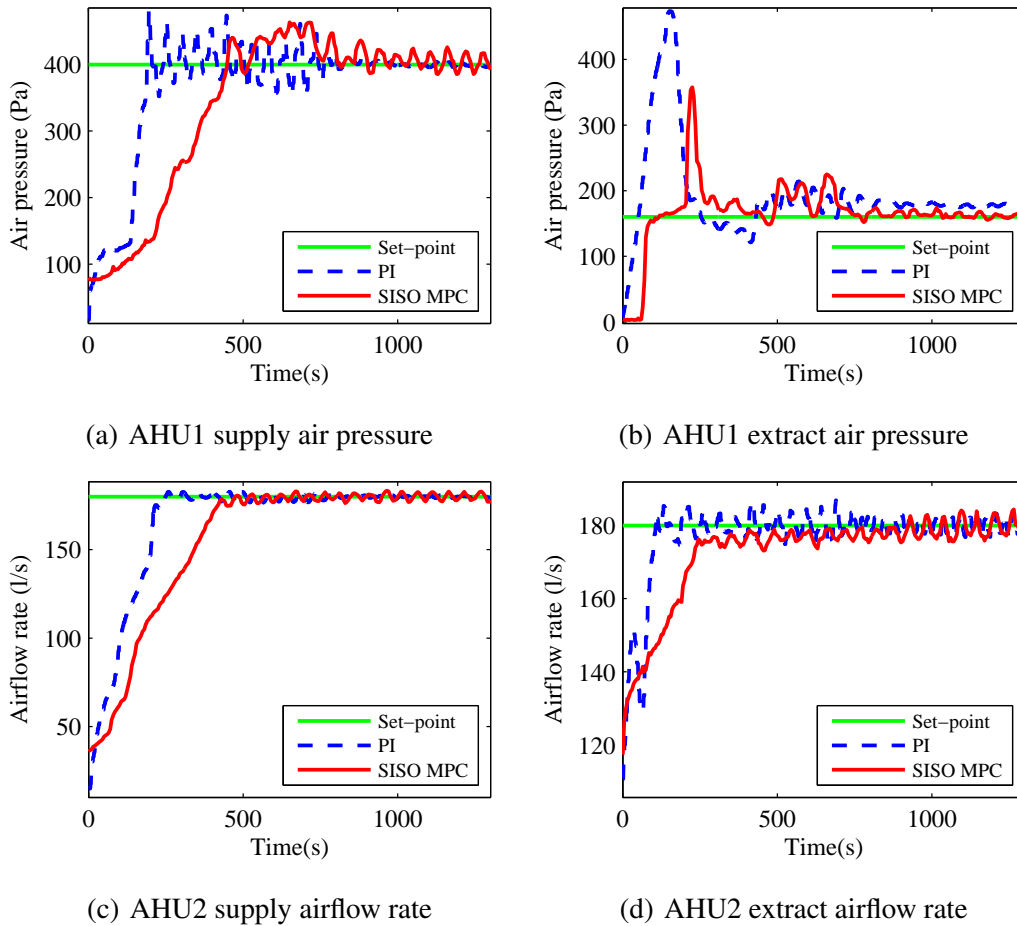 400
300
200
100
Air pressure (Pa)
0
500
1000
Time(s)
Set-point
PI
SISO MPC
(a) AHU1 supply air pressure
400
300
200
100
0
Air pressure (Pa)
0
500
1000
Time(s)
Set-point
PI
SISO MPC
(b) AHU1 extract air pressure
150
100
50
Airflow rate (l/s)
0
500
1000
Time(s)
Set-point
PI
SISO MPC
(c) AHU2 supply airflow rate
180
160
140
120
Airflow rate (l/s)
0
500
1000
Time(s)
Set-point
PI
SISO MPC
(d) AHU2 extract airflow rate